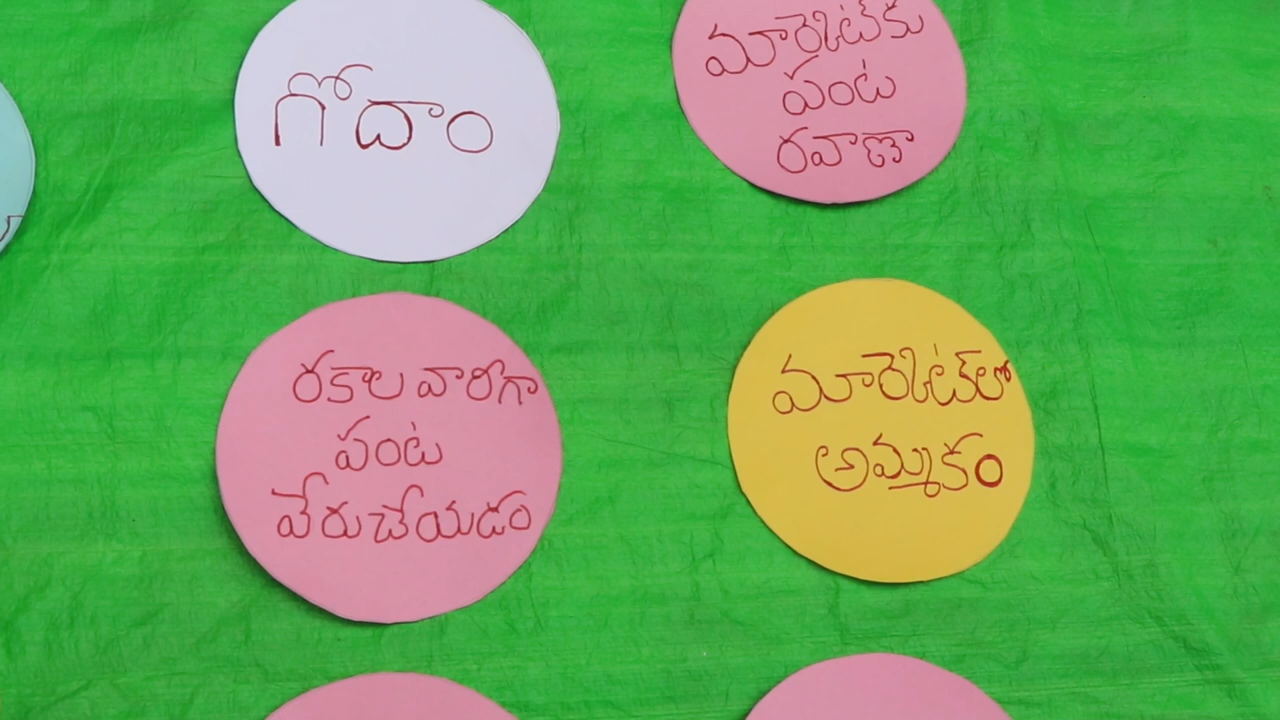 గోదాం
మార్కెట్‌కు
పంట
రవాణా
రకాల వారీగా
పంట
వేరుచేయడం
మార్కెట్‌లో
అమ్మకం